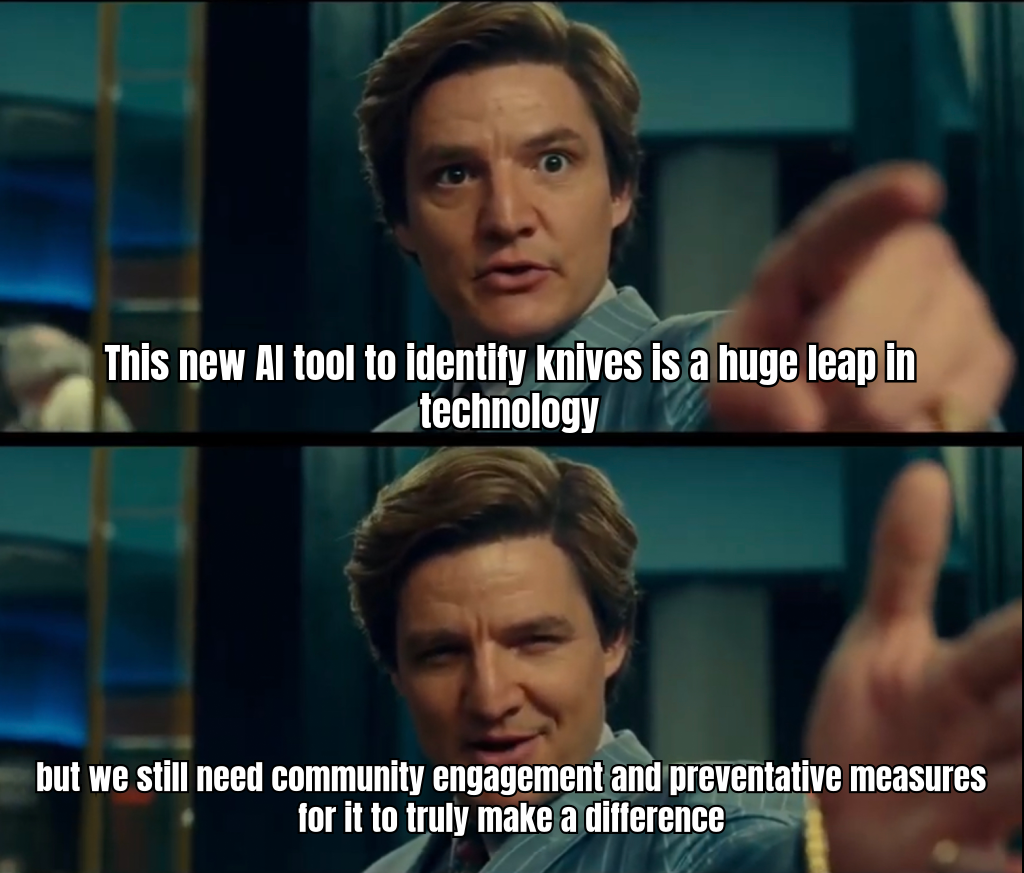 This new AI tool to identify knives is a huge leap in
technology
but we still need community engagement and preventative measures
for it to truly make a difference